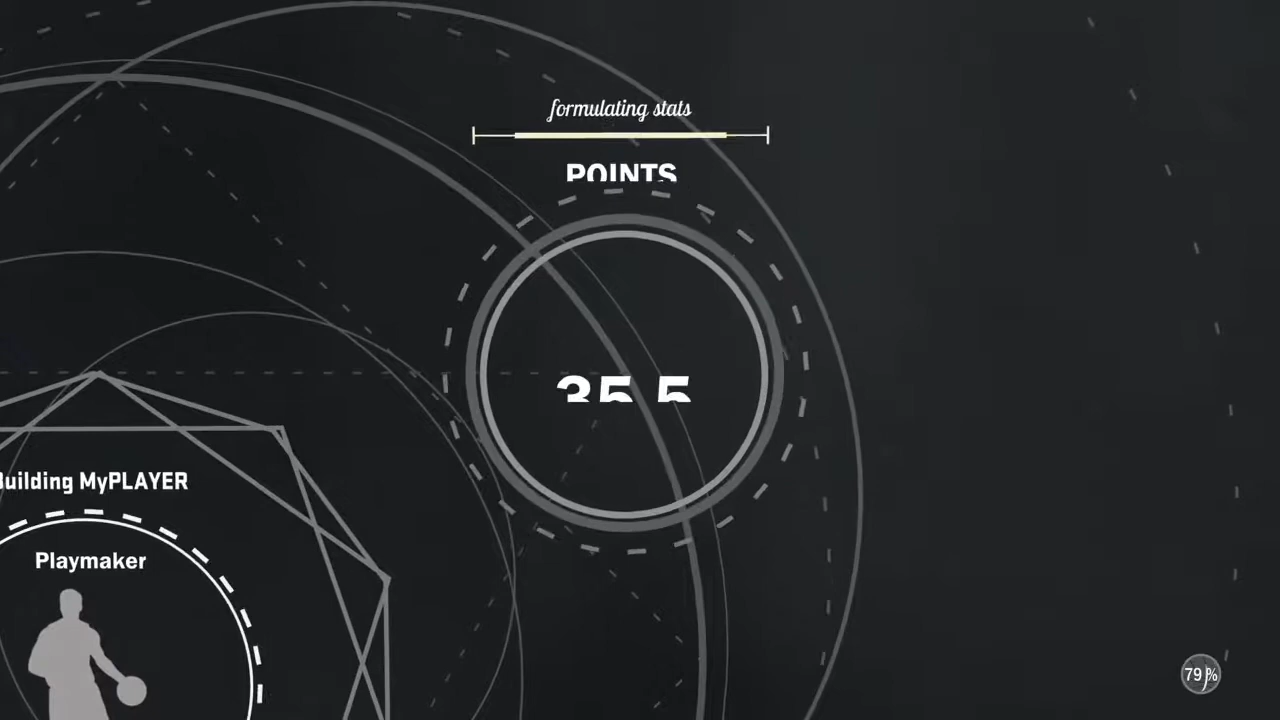 formulating stats
POINTS
35.5
Building MyPLAYER
Playmaker
79%